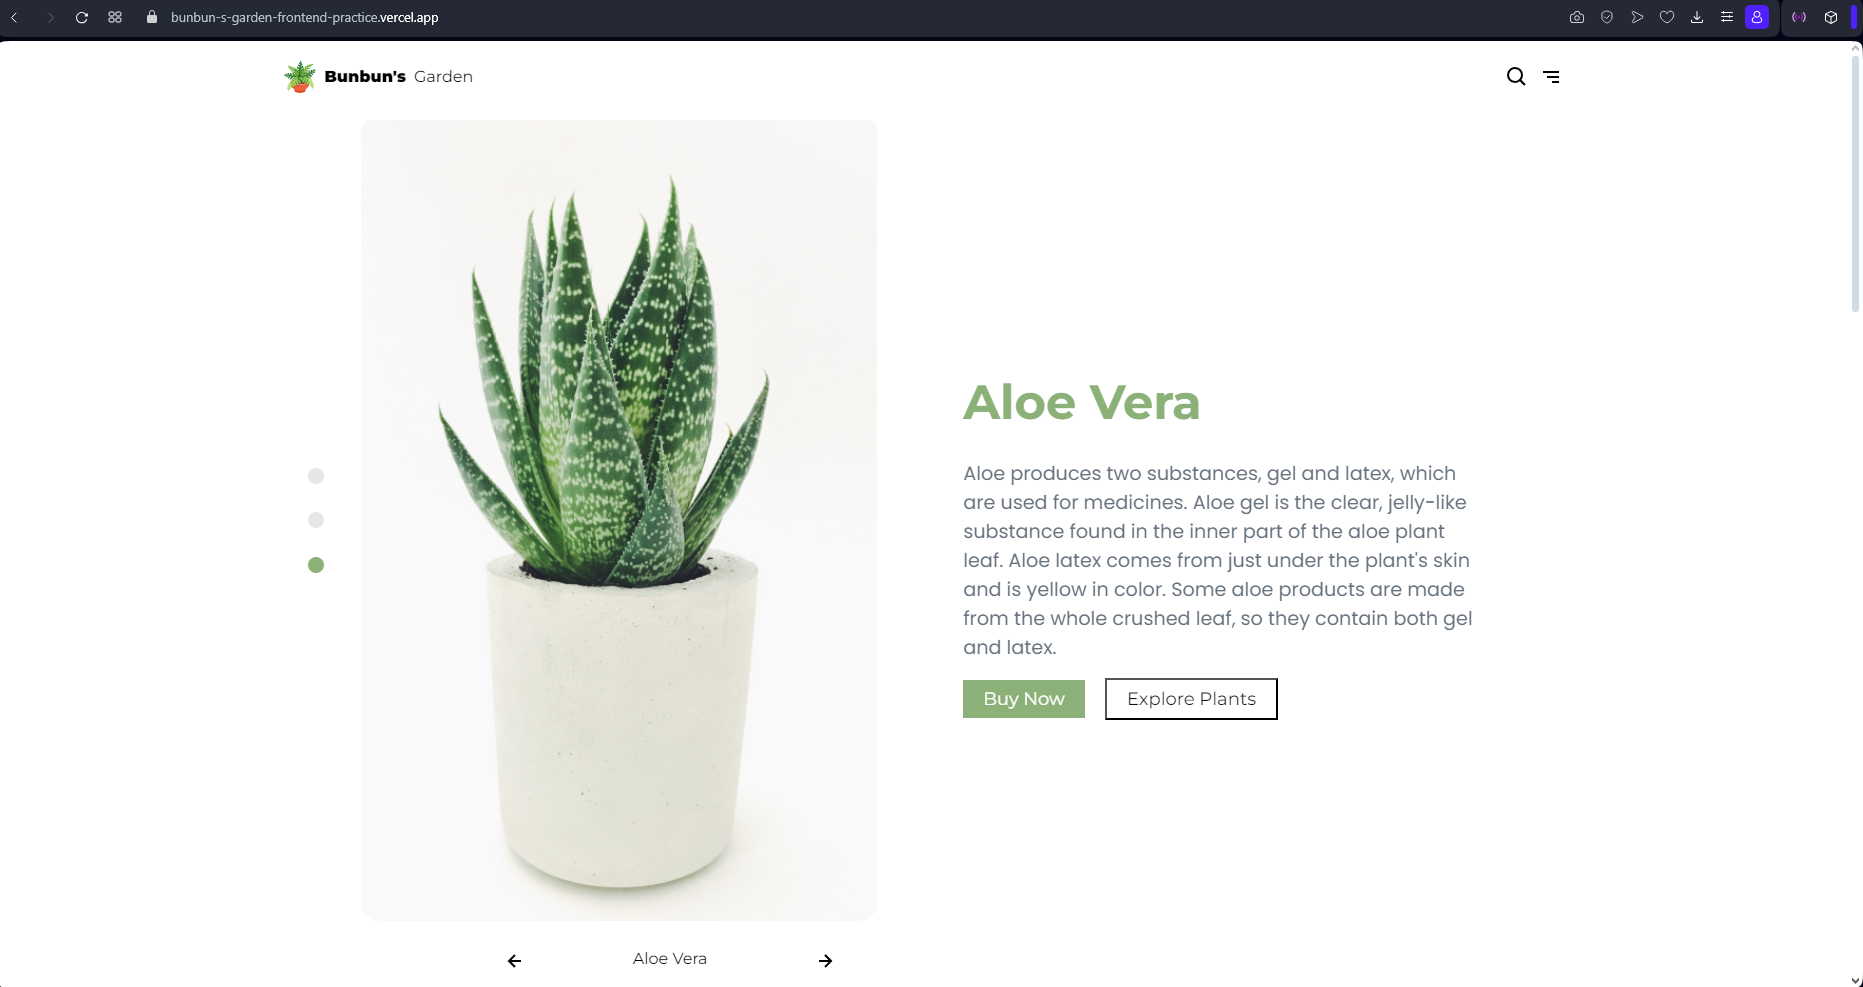 bunbun-s-garden-frontend-practice.vercel.app
Bunbun's Garden
Aloe Vera
Aloe produces two substances, gel and latex, which
are used for medicines. Aloe gel is the clear, jelly-like
substance found in the inner part of the aloe plant
leaf. Aloe latex comes from just under the plant's skin
and is yellow in color. Some aloe products are made
from the whole crushed leaf, so they contain both gel
and latex.
Buy Now Explore Plants
Aloe Vera